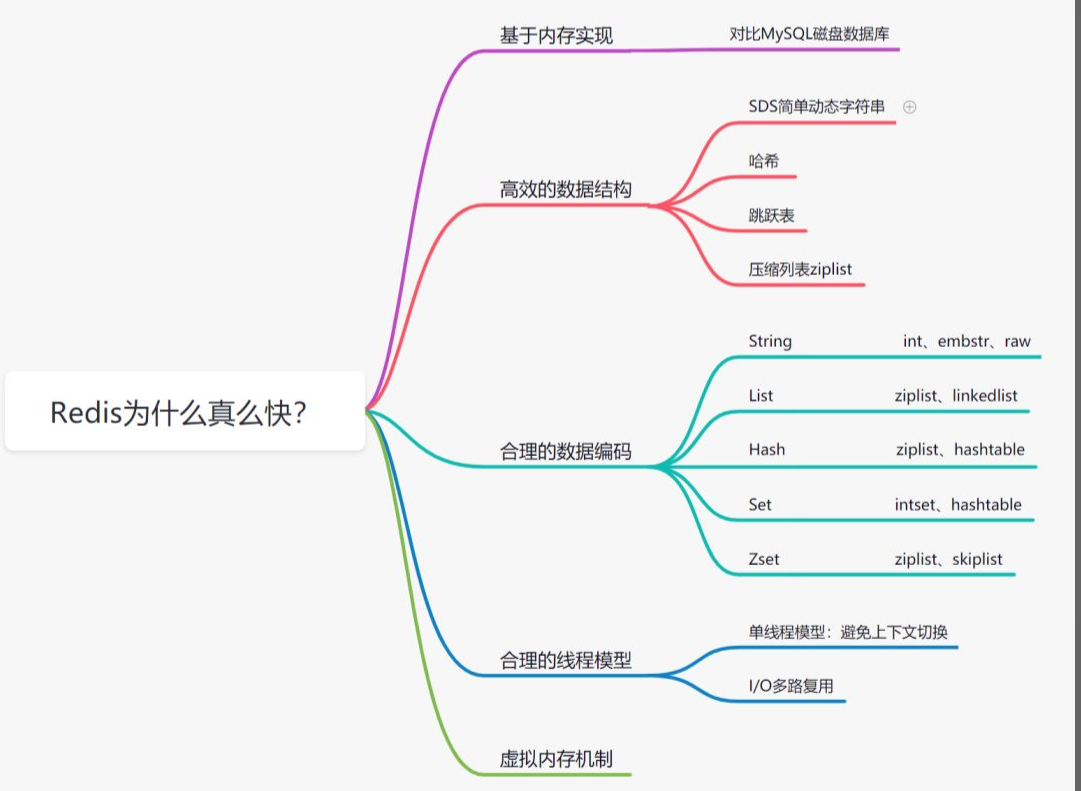 Redis为什么真么快？
基于内存实现
对比MySQL磁盘数据库
高效的数据结构
SDS简单动态字符串
哈希
跳跃表
压缩列表ziplist
合理的数据编码
String int、embstr、raw
List ziplist、linkedlist
Hash ziplist、hashtable
Set intset、hashtable
Zset ziplist、skiplist
合理的线程模型
单线程模型：避免上下文切换
I/O多路复用
虚拟内存机制